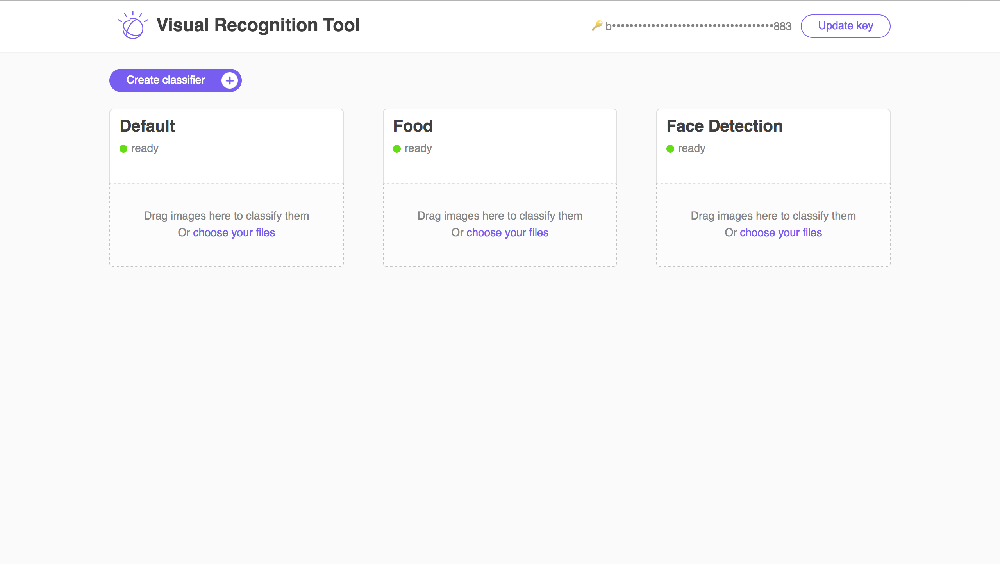 Visual Recognition Tool
b•••••••••••••••••••••••••••••••••••••883
Update key
Create classifier
Default
ready
Drag images here to classify them
Or choose your files
Food
ready
Drag images here to classify them
Or choose your files
Face Detection
ready
Drag images here to classify them
Or choose your files